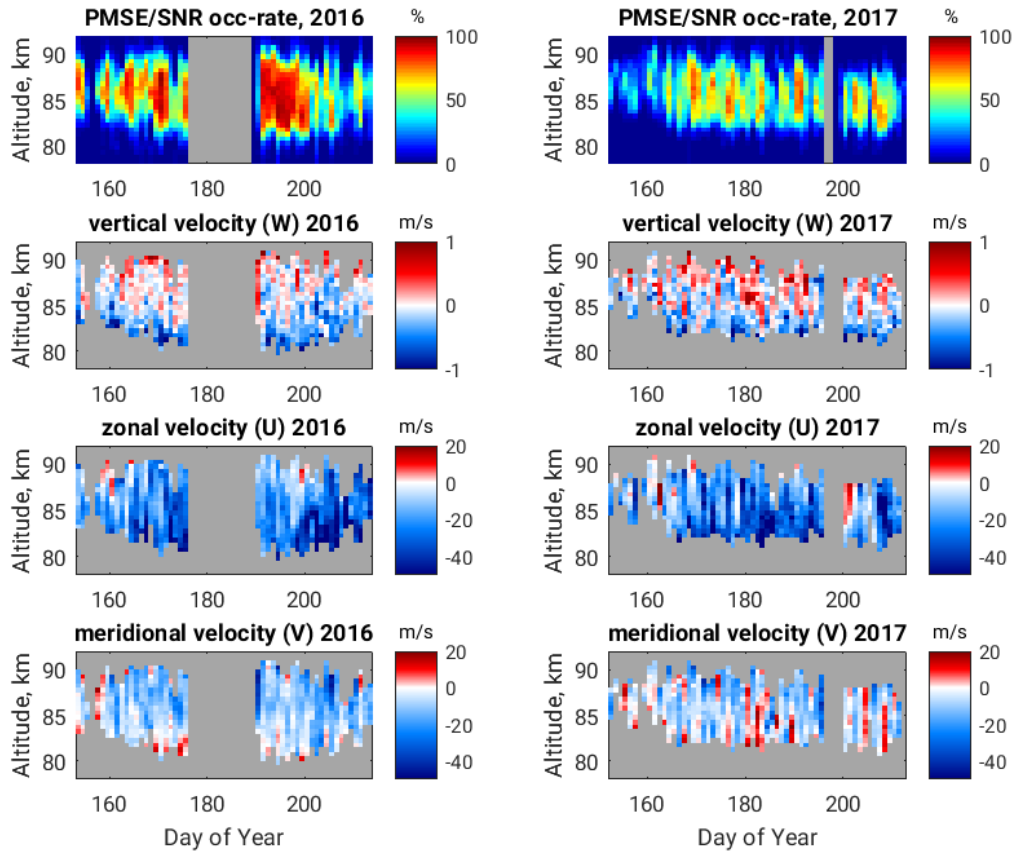 PMSE/SNR occ-rate, 2016 %
Altitude, km
90
85
80
160 180 200
100
50
0
PMSE/SNR occ-rate, 2017 %
Altitude, km
90
85
80
160 180 200
100
50
0
vertical velocity (W) 2016 m/s
Altitude, km
90
85
80
160 180 200
1
0
-1
vertical velocity (W) 2017 m/s
Altitude, km
90
85
80
160 180 200
1
0
-1
zonal velocity (U) 2016 m/s
Altitude, km
90
85
80
160 180 200
20
0
-20
-40
zonal velocity (U) 2017 m/s
Altitude, km
90
85
80
160 180 200
20
0
-20
-40
meridional velocity (V) 2016 m/s
Altitude, km
90
85
80
160 180 200
Day of Year
20
0
-20
-40
meridional velocity (V) 2017 m/s
Altitude, km
90
85
80
160 180 200
Day of Year
20
0
-20
-40